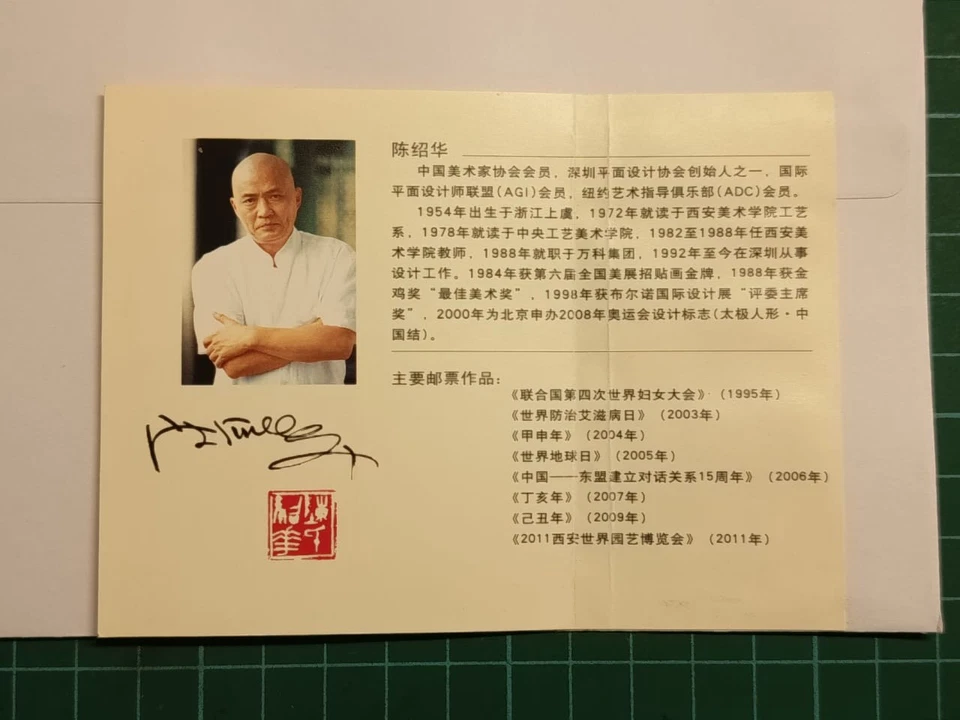 陈绍华
中国美术家协会会员，深圳平面设计协会创始人之一，国际
平面设计师联盟(AGI)会员，纽约艺术指导俱乐部(ADC)会员。
1954年出生于浙江上虞，1972年就读于西安美术学院工艺
系，1978年就读于中央工艺美术学院，1982至1988年任西安美
术学院教师，1988年就职于万科集团，1992年至今在深圳从事
设计工作。1984年获第六届全国美展招贴画金牌，1988年获金
鸡奖“最佳美术奖”，1998年获布尔诺国际设计展“评委主席
奖”，2000年为北京申办2008年奥运会设计标志(太极人形·中
国结)。
主要邮票作品：
《联合国第四次世界妇女大会》（1995年）
《世界防治艾滋病日》（2003年）
《甲申年》（2004年）
《世界地球日》（2005年）
《中国——东盟建立对话关系15周年》（2006年）
《丁亥年》（2007年）
《己丑年》（2009年）
《2011西安世界园艺博览会》（2011年）